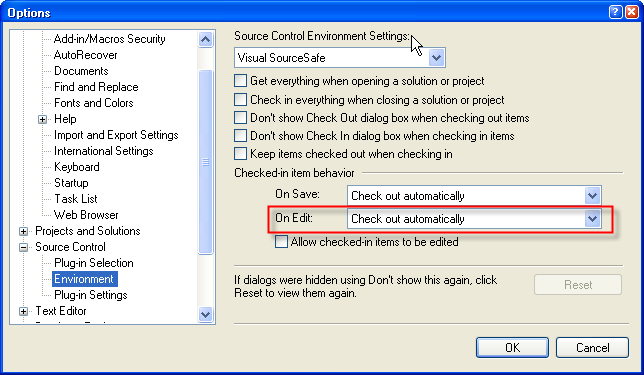 Options
Add-in/Macros Security
AutoRecover
Documents
Find and Replace
Fonts and Colors
Help
Import and Export Settings
International Settings
Keyboard
Startup
Task List
Web Browser
Projects and Solutions
Source Control
Plug-in Selection
Environment
Plug-in Settings
Text Editor
Source Control Environment Settings:
Visual SourceSafe
Get everything when opening a solution or project
Check in everything when closing a solution or project
Don't show Check Out dialog box when checking out items
Don't show Check In dialog box when checking in items
Keep items checked out when checking in
Checked-in item behavior
On Save: Check out automatically
On Edit: Check out automatically
Allow checked-in items to be edited
If dialogs were hidden using Don't show this again, click
Reset to view them again.
Reset
OK
Cancel